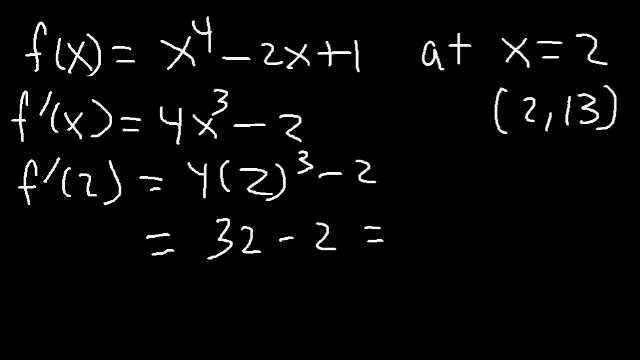 f(x) = x⁴ - 2x + 1 at x = 2
f'(x) = 4x³ - 2 (2, 13)
f'(2) = 4(2)³ - 2
= 32 - 2 =